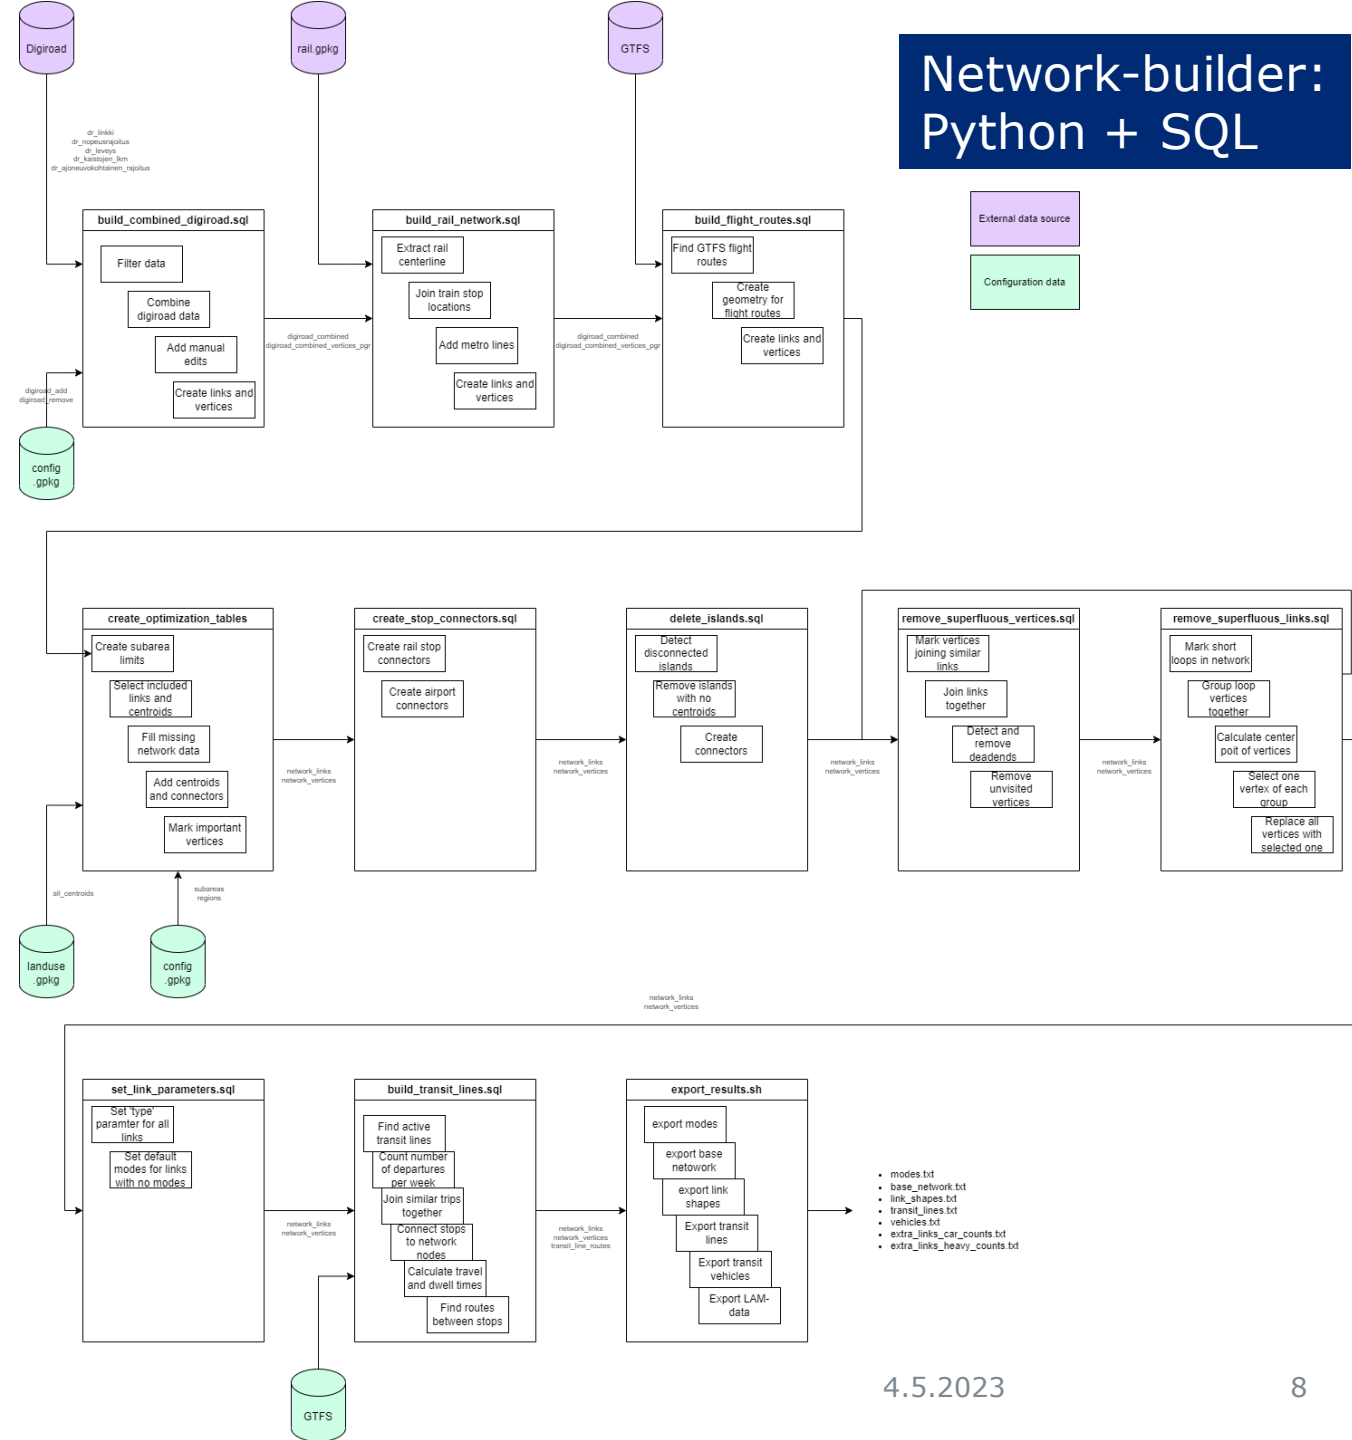 Digiroad
rail.gpkg
GTFS
Network-builder:
Python + SQL
External data source
Configuration data
dr_linkki
dr_nopeusrajoitus
dr_leveys
dr_kaistojen_lkm
dr_ajoneuvokohtainen_rajoitus
build_combined_digiroad.sql
Filter data
Combine
digiroad data
Add manual
edits
Create links and
vertices
digiroad_add
digiroad_remove
config
.gpkg
digiroad_combined
digiroad_combined_vertices_pgr
build_rail_network.sql
Extract rail
centerline
Join train stop
locations
Add metro lines
Create links and
vertices
digiroad_combined
digiroad_combined_vertices_pgr
build_flight_routes.sql
Find GTFS flight
routes
Create
geometry for
flight routes
Create links and
vertices
create_optimization_tables
Create subarea
limits
Select included
links and
centroids
Fill missing
network data
Add centroids
and connectors
Mark important
vertices
all_centroids
landuse
.gpkg
subareas
regions
config
.gpkg
network_links
network_vertices
create_stop_connectors.sql
Create rail stop
connectors
Create airport
connectors
network_links
network_vertices
delete_islands.sql
Detect
disconnected
islands
Remove islands
with no
centroids
Create
connectors
network_links
network_vertices
remove_superfluous_vertices.sql
Mark vertices
joining similar
links
Join links
together
Detect and
remove
deadends
Remove
unvisited
vertices
network_links
network_vertices
remove_superfluous_links.sql
Mark short
loops in network
Group loop
vertices
together
Calculate center
poit of vertices
Select one
vertex of each
group
Replace all
vertices with
selected one
network_links
network_vertices
set_link_parameters.sql
Set 'type'
paramter for all
links
Set default
modes for links
with no modes
network_links
network_vertices
build_transit_lines.sql
Find active
transit lines
Count number
of departures
per week
Join similar trips
together
Connect stops
to network
nodes
Calculate travel
and dwell times
Find routes
between stops
GTFS
network_links
network_vertices
transit_line_routes
export_results.sh
export modes
export base
netowork
export link
shapes
Export transit
lines
Export transit
vehicles
Export LAM-
data
• modes.txt
• base_network.txt
• link_shapes.txt
• transit_lines.txt
• vehicles.txt
• extra_links_car_counts.txt
• extra_links_heavy_counts.txt
4.5.2023
8